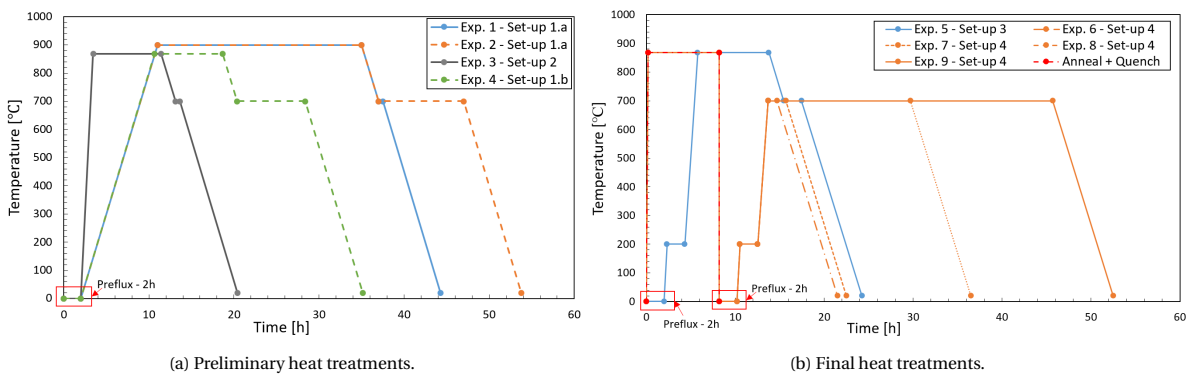 1000
900
800
700
600
500
400
300
200
100
0
Temperature [°C]
0
10
20
30
40
50
60
Time [h]
Exp. 1 - Set-up 1.a
Exp. 2 - Set-up 1.a
Exp. 3 - Set-up 2
Exp. 4 - Set-up 1.b
Preflux - 2h
(a) Preliminary heat treatments.
1000
900
800
700
600
500
400
300
200
100
0
Temperature [°C]
0
10
20
30
40
50
60
Time [h]
Exp. 5 - Set-up 3
Exp. 6 - Set-up 4
Exp. 7 - Set-up 4
Exp. 8 - Set-up 4
Exp. 9 - Set-up 4
Anneal + Quench
Preflux - 2h
Preflux - 2h
(b) Final heat treatments.